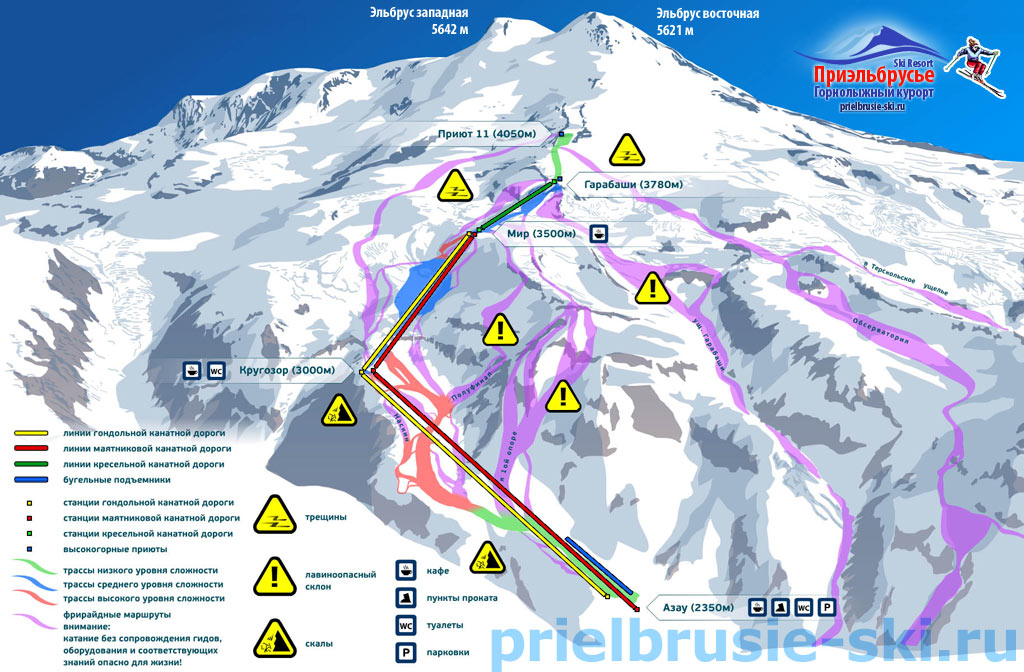 Эльбрус западная
5642 м
Эльбрус восточная
5621 м
Ski Resort
Приэльбрусье
Горнолыжный курорт
prielbrusie-ski.ru
Приют 11 (4050м)
Гарабаши (3780м)
Мир (3500м)
в Терскольское ущелье
Обсерватория
ущ. Гарабаши
Кругозор (3000м)
WC
Полуфинал
Наским
к 1ой опоре
линии гондольной канатной дороги
линии маятниковой канатной дороги
линии кресельной канатной дороги
бугельные подъемники
станции гондольной канатной дороги
станции маятниковой канатной дороги
станции кресельной канатной дороги
высокогорные приюты
трассы низкого уровня сложности
трассы среднего уровня сложности
трассы высокого уровня сложности
фрирайдные маршруты
внимание:
катание без сопровождения гидов,
оборудования и соответствующих
знаний опасно для жизни!
трещины
лавиноопасный
склон
скалы
кафе
пункты проката
WC туалеты
P парковки
Азау (2350м)
WC P
prielbrusie-ski.ru